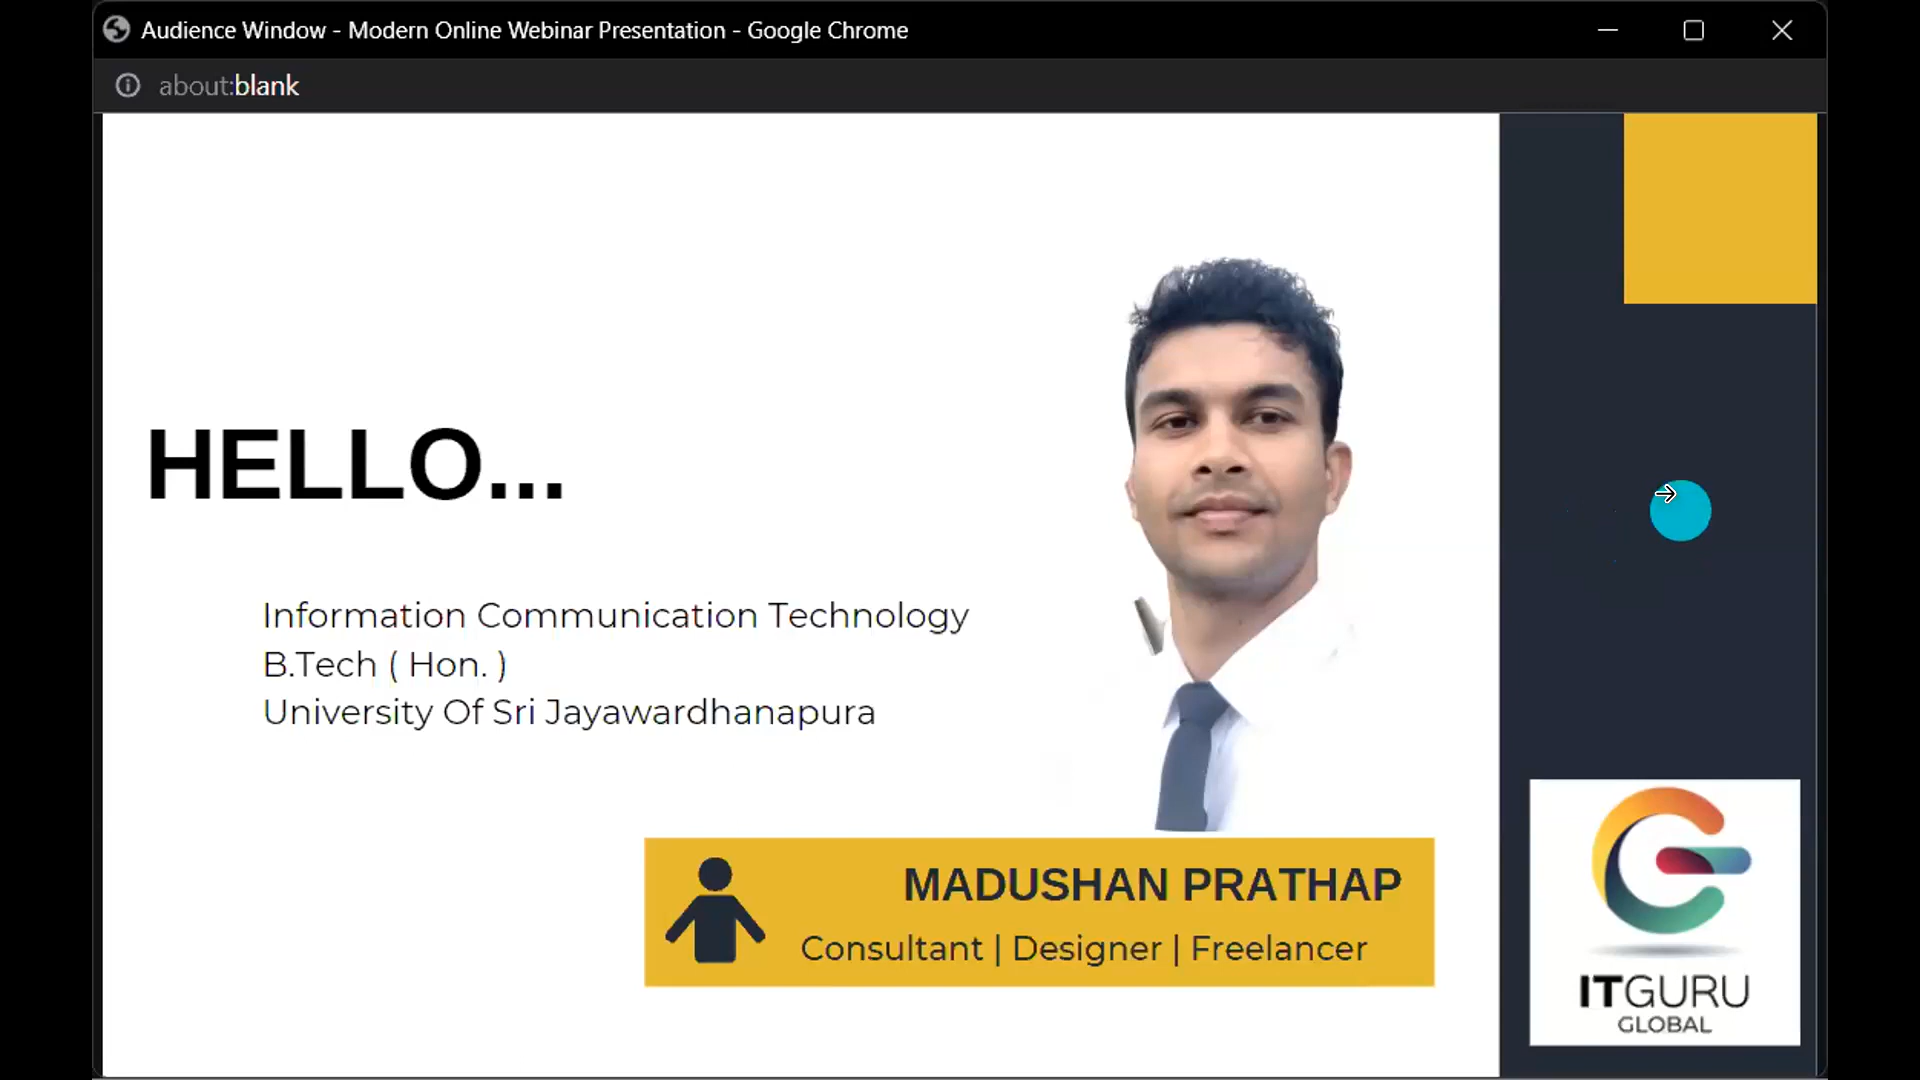 Audience Window - Modern Online Webinar Presentation - Google Chrome
about:blank
HELLO...
Information Communication Technology
B.Tech ( Hon. )
University Of Sri Jayawardhanapura
MADUSHAN PRATHAP
Consultant | Designer | Freelancer
ITGURU
GLOBAL